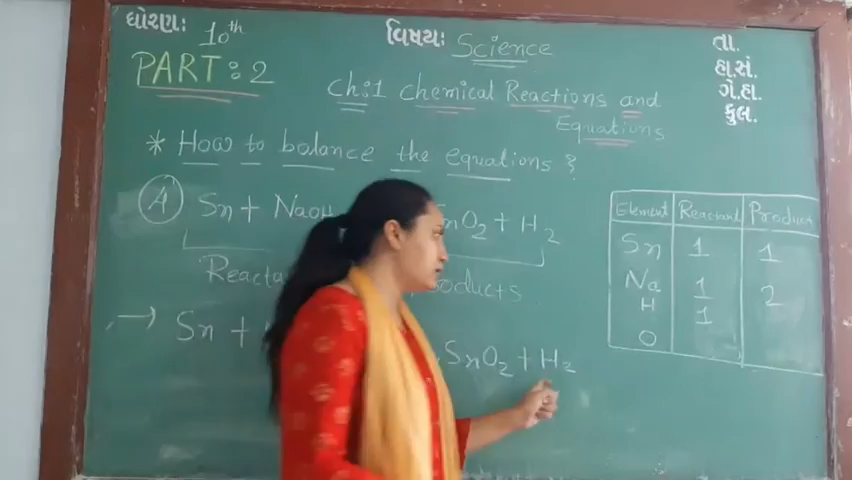 ધોરણ: 10th વિષય: Science તા.
PART: 2 હા.સં.
Ch:1 Chemical Reactions and ગે.હા.
Equations કુલ.
* How to balance the equations?
Element Reactant Product
A Sn + NaOH SnO2 + H2
Sn 1 1
Reacta oducts
Na 1 2
H 1
→ Sn + SnO2 + H2
O